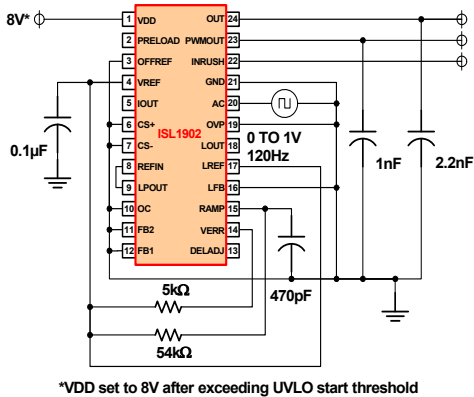 8V*
1 VDD OUT 24
2 PRELOAD PWMOUT 23
3 OFFREF INRUSH 22
4 VREF GND 21
5 IOUT AC 20
ISL1902
6 CS+ OVP 19
0 TO 1V
120Hz
7 CS- LOUT 18
8 REFIN LREF 17
9 LPOUT LFB 16
10 OC RAMP 15
11 FB2 VERR 14
12 FB1 DELADJ 13
0.1µF
1nF
2.2nF
470pF
5kΩ
54kΩ
*VDD set to 8V after exceeding UVLO start threshold